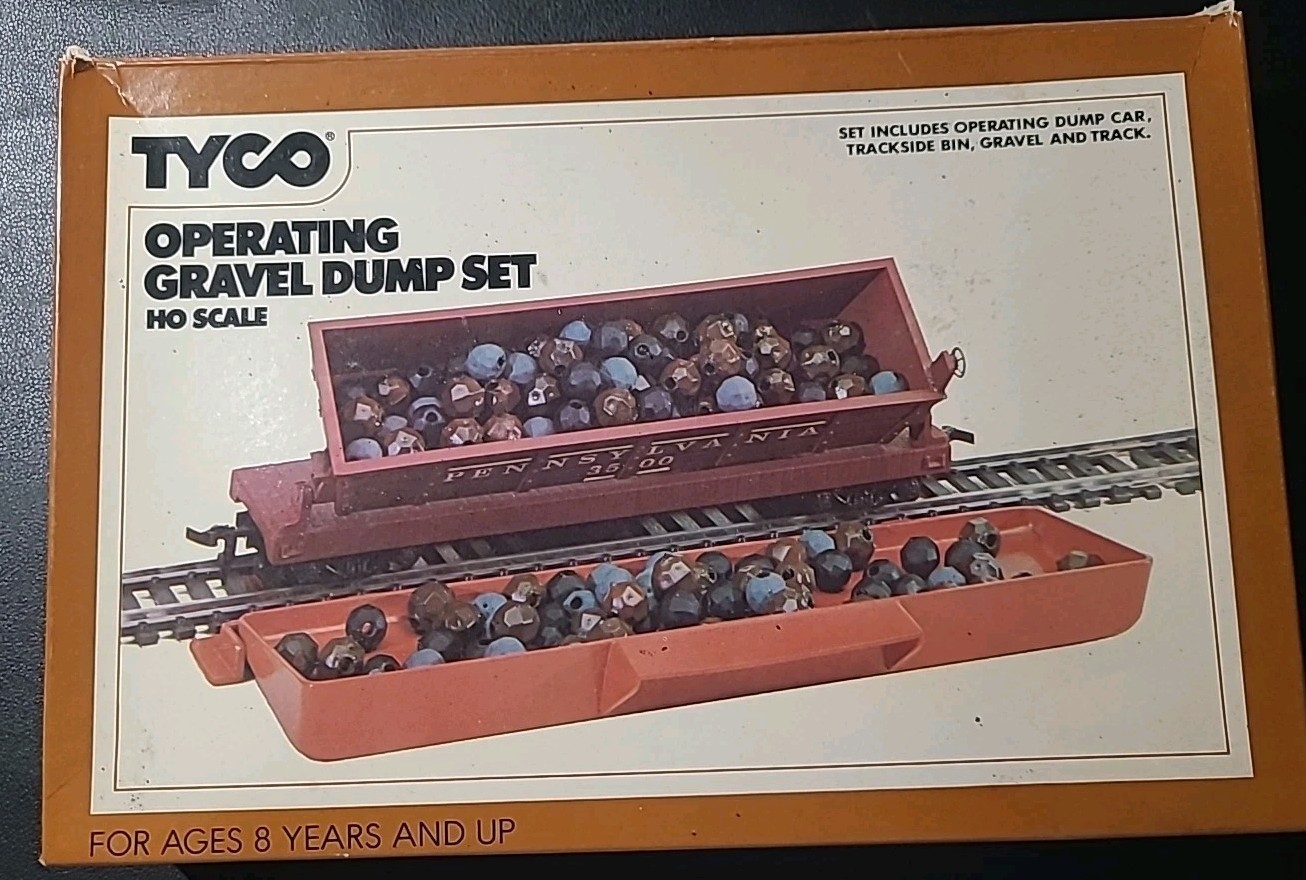 TYCO®
SET INCLUDES OPERATING DUMP CAR,
TRACKSIDE BIN, GRAVEL AND TRACK.
OPERATING
GRAVEL DUMP SET
HO SCALE
PENNSYLVANIA
3500
FOR AGES 8 YEARS AND UP